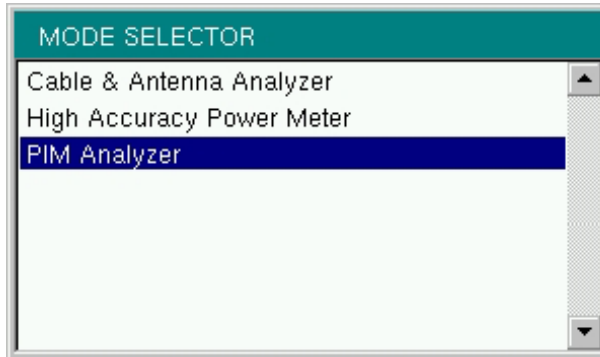 MODE SELECTOR
Cable & Antenna Analyzer
High Accuracy Power Meter
PIM Analyzer